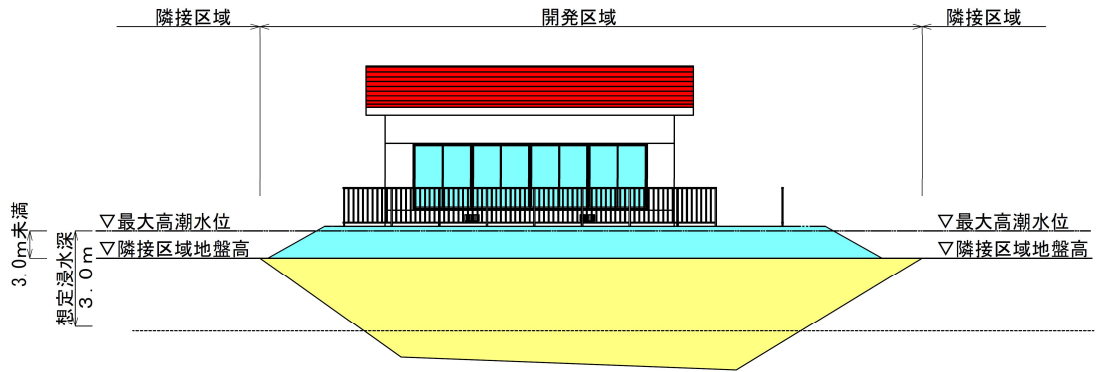 隣接区域
開発区域
隣接区域
3.0m未満
想定浸水深
3.0m
▽最大高潮水位
▽隣接区域地盤高
▽最大高潮水位
▽隣接区域地盤高